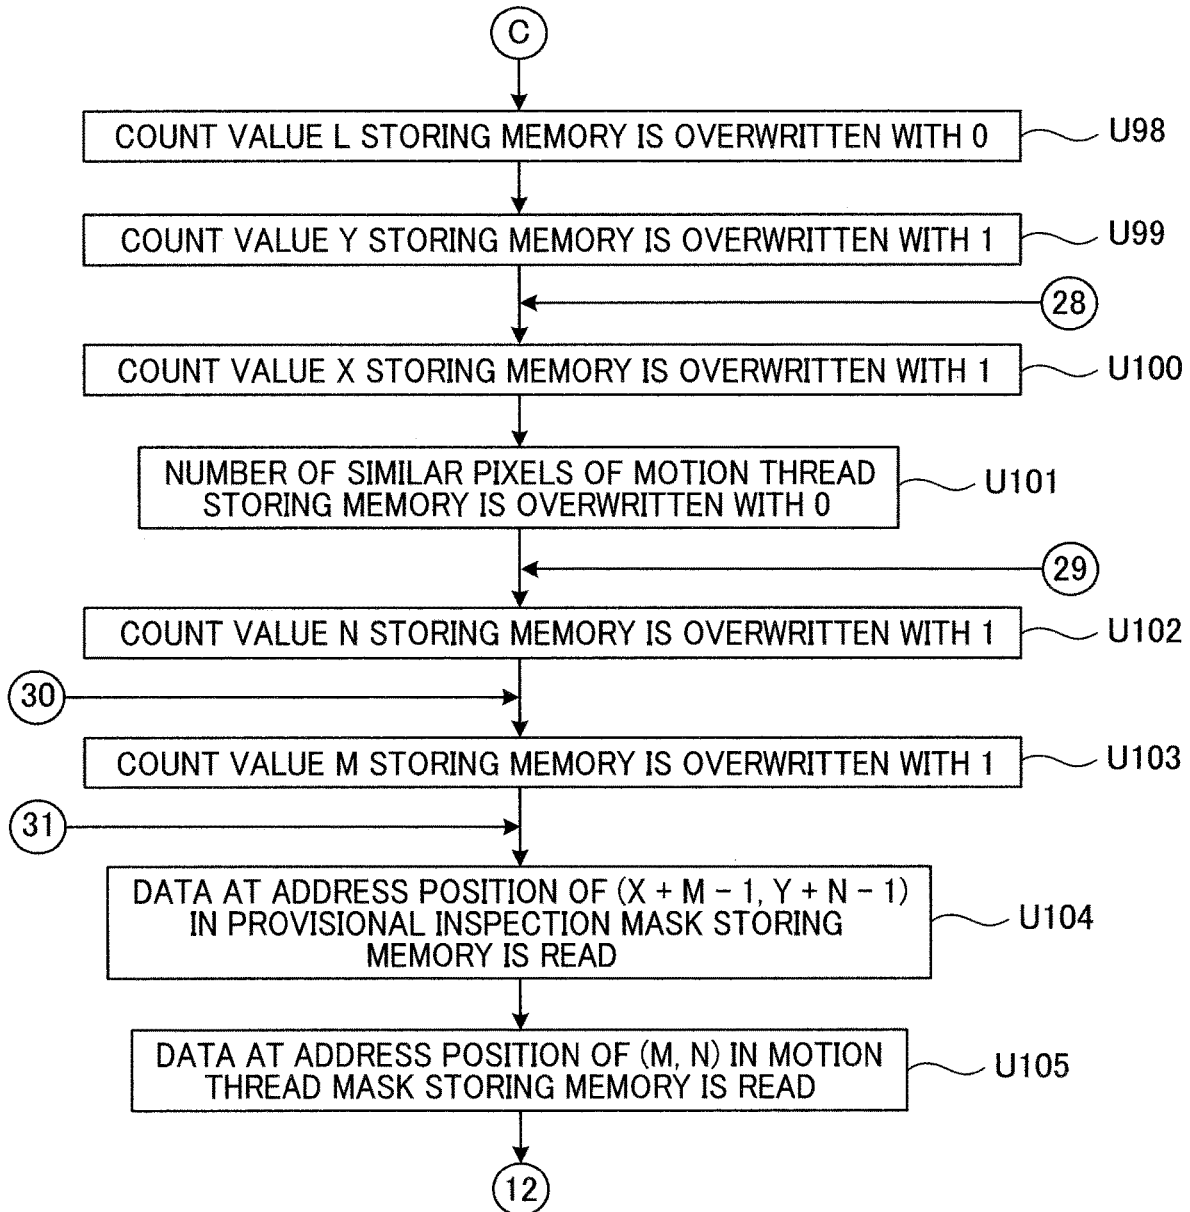 C
COUNT VALUE L STORING MEMORY IS OVERWRITTEN WITH 0
U98
COUNT VALUE Y STORING MEMORY IS OVERWRITTEN WITH 1
U99
28
COUNT VALUE X STORING MEMORY IS OVERWRITTEN WITH 1
U100
NUMBER OF SIMILAR PIXELS OF MOTION THREAD
STORING MEMORY IS OVERWRITTEN WITH 0
U101
29
COUNT VALUE N STORING MEMORY IS OVERWRITTEN WITH 1
U102
30
COUNT VALUE M STORING MEMORY IS OVERWRITTEN WITH 1
U103
31
DATA AT ADDRESS POSITION OF (X + M − 1, Y + N − 1)
IN PROVISIONAL INSPECTION MASK STORING
MEMORY IS READ
U104
DATA AT ADDRESS POSITION OF (M, N) IN MOTION
THREAD MASK STORING MEMORY IS READ
U105
12